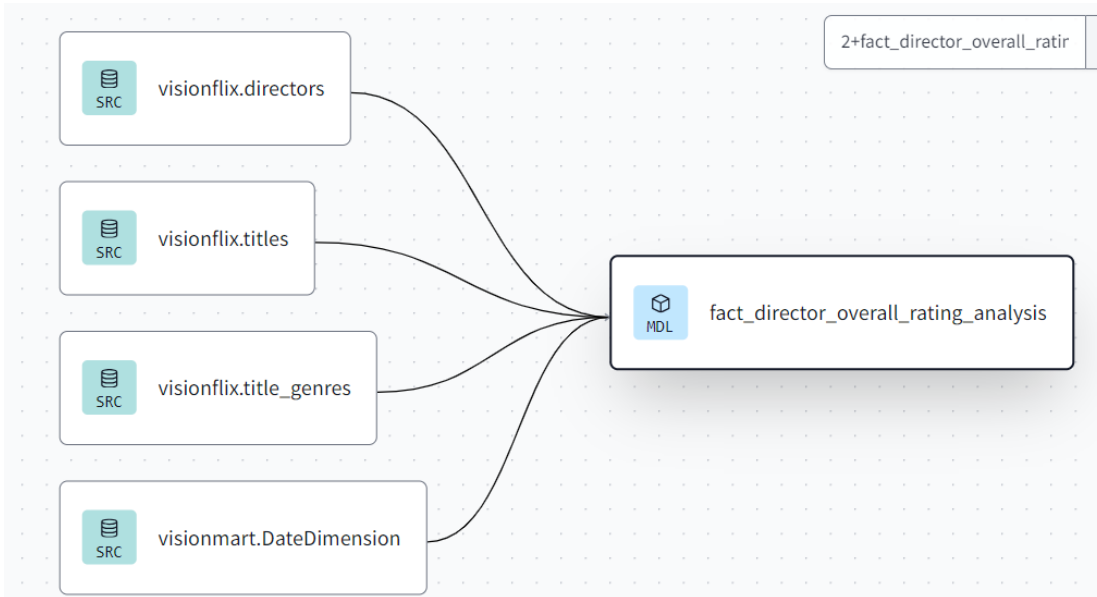 2+fact_director_overall_ratir
SRC
visionflix.directors
SRC
visionflix.titles
SRC
visionflix.title_genres
SRC
visionmart.DateDimension
MDL
fact_director_overall_rating_analysis